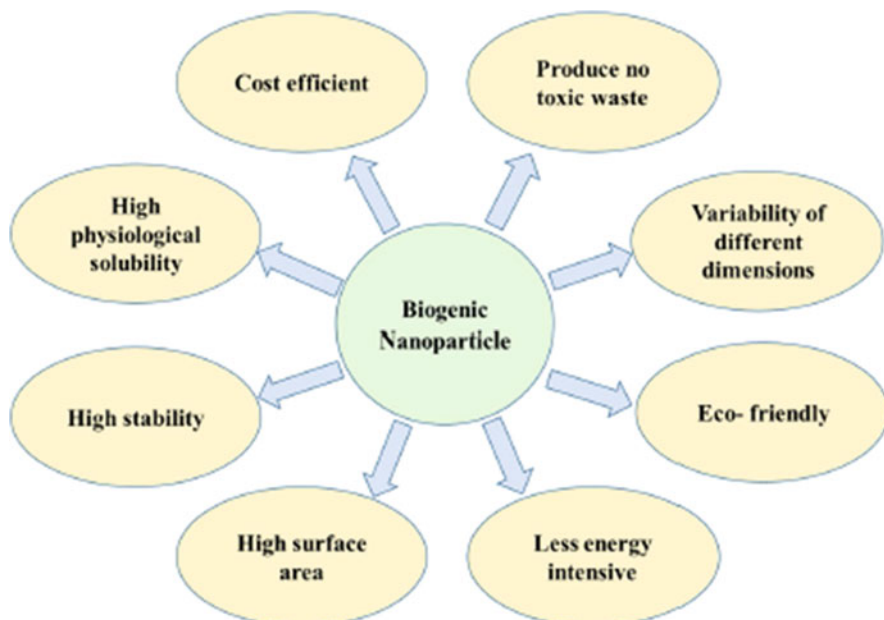 Cost efficient
Produce no
toxic waste
High
physiological
solubility
Variability of
different
dimensions
Biogenic
Nanoparticle
High stability
Eco- friendly
High surface
area
Less energy
intensive